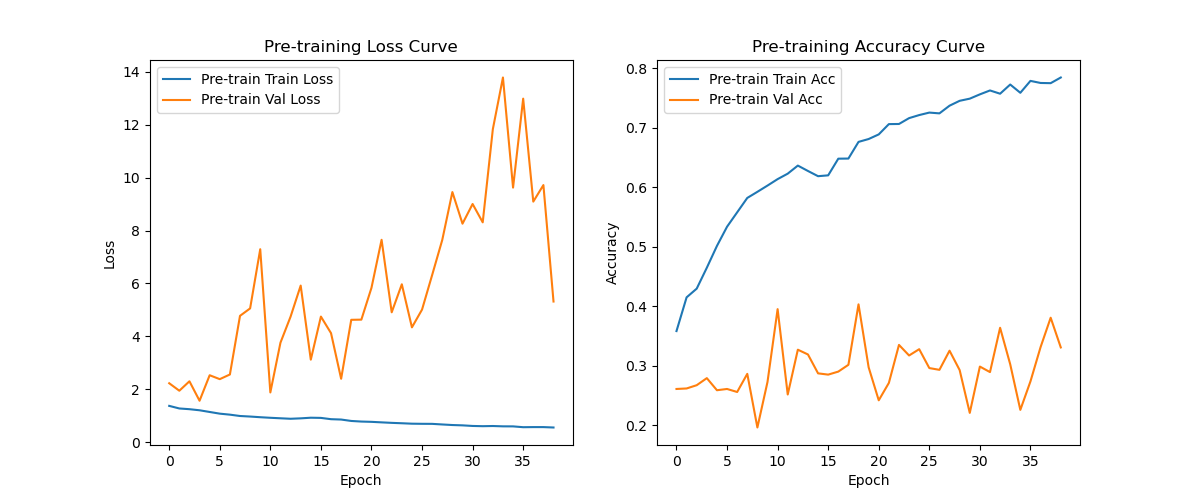 Pre-training Loss Curve
Pre-train Train Loss
Pre-train Val Loss
14
12
10
8
6
4
2
0
Loss
0 5 10 15 20 25 30 35
Epoch
Pre-training Accuracy Curve
Pre-train Train Acc
Pre-train Val Acc
0.8
0.7
0.6
0.5
0.4
0.3
0.2
Accuracy
0 5 10 15 20 25 30 35
Epoch